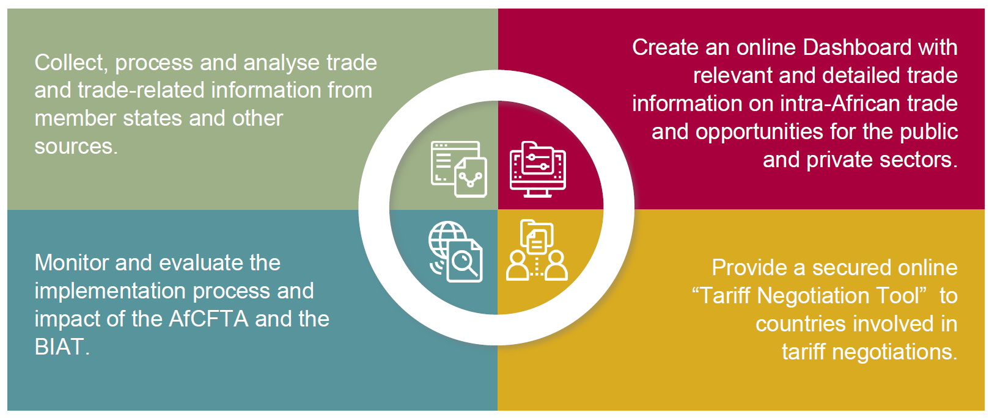 Collect, process and analyse trade
and trade-related information from
member states and other
sources.
Create an online Dashboard with
relevant and detailed trade
information on intra-African trade
and opportunities for the public
and private sectors.
Monitor and evaluate the
implementation process and
impact of the AfCFTA and the
BIAT.
Provide a secured online
“Tariff Negotiation Tool” to
countries involved in
tariff negotiations.